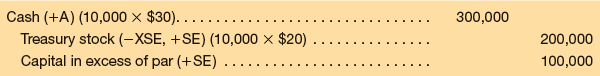 Cash (+A) (10,000 × $30). . . . . . . . . . . . . . . . . . . . . . . . . . . . . . . 300,000
Treasury stock (−XSE, +SE) (10,000 × $20) . . . . . . . . . . . . . . 200,000
Capital in excess of par (+SE) . . . . . . . . . . . . . . . . . . . . . . . . . 100,000